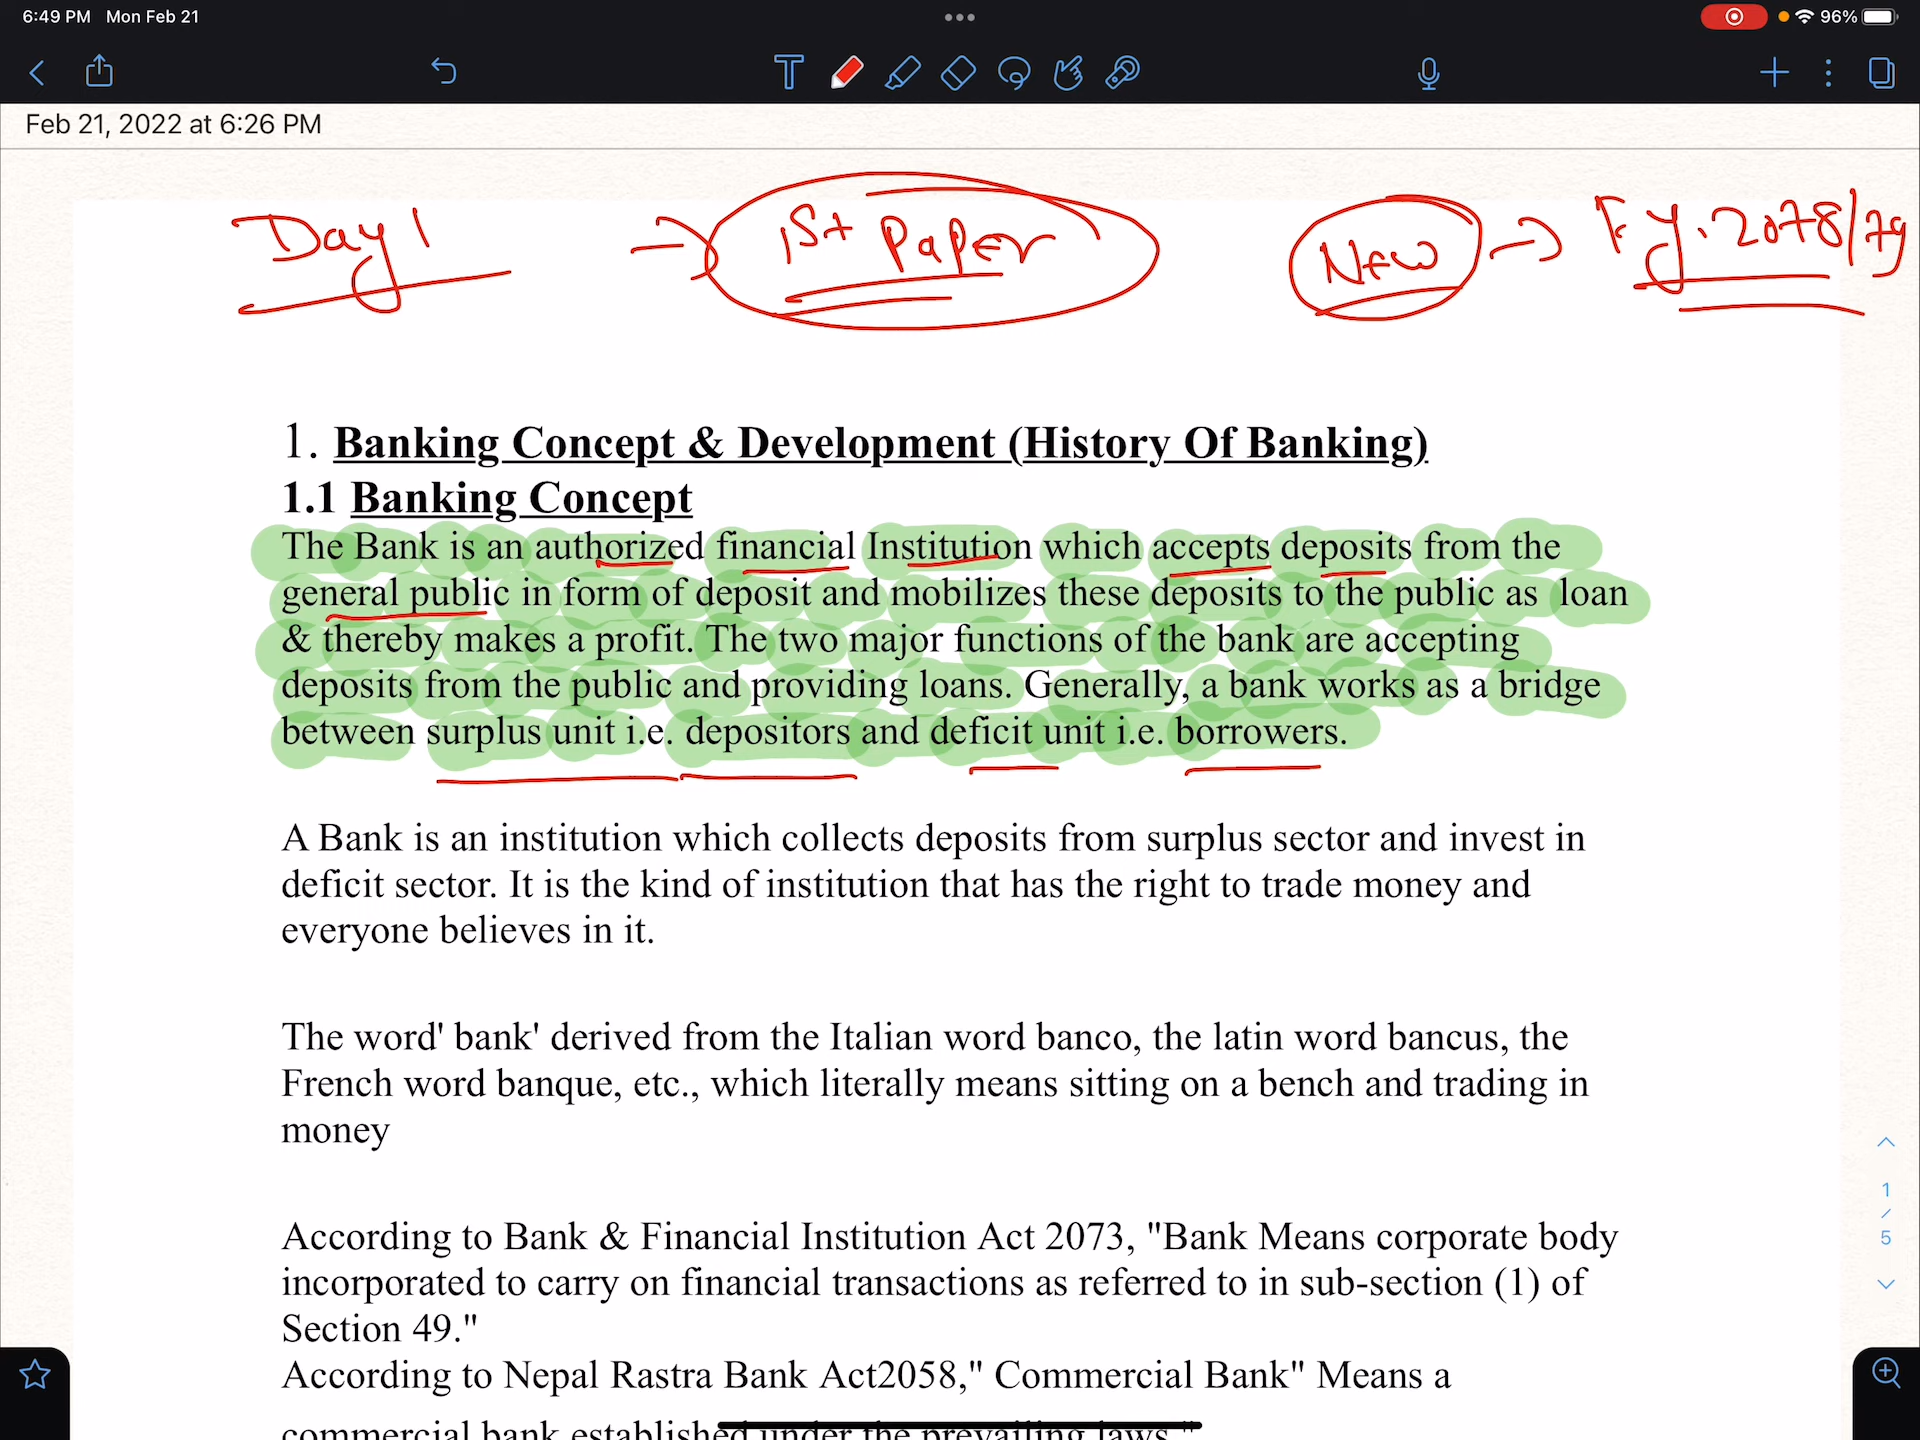 6:49 PM Mon Feb 21
96%
Feb 21, 2022 at 6:26 PM
Day 1 → 1st Paper New → F.Y. 2078/79
1. Banking Concept & Development (History Of Banking)
1.1 Banking Concept
The Bank is an authorized financial Institution which accepts deposits from the
general public in form of deposit and mobilizes these deposits to the public as loan
& thereby makes a profit. The two major functions of the bank are accepting
deposits from the public and providing loans. Generally, a bank works as a bridge
between surplus unit i.e. depositors and deficit unit i.e. borrowers.
A Bank is an institution which collects deposits from surplus sector and invest in
deficit sector. It is the kind of institution that has the right to trade money and
everyone believes in it.
The word' bank' derived from the Italian word banco, the latin word bancus, the
French word banque, etc., which literally means sitting on a bench and trading in
money
According to Bank & Financial Institution Act 2073, "Bank Means corporate body
incorporated to carry on financial transactions as referred to in sub-section (1) of
Section 49."
According to Nepal Rastra Bank Act2058," Commercial Bank" Means a
commercial bank established under the prevailing laws."
1
/
5